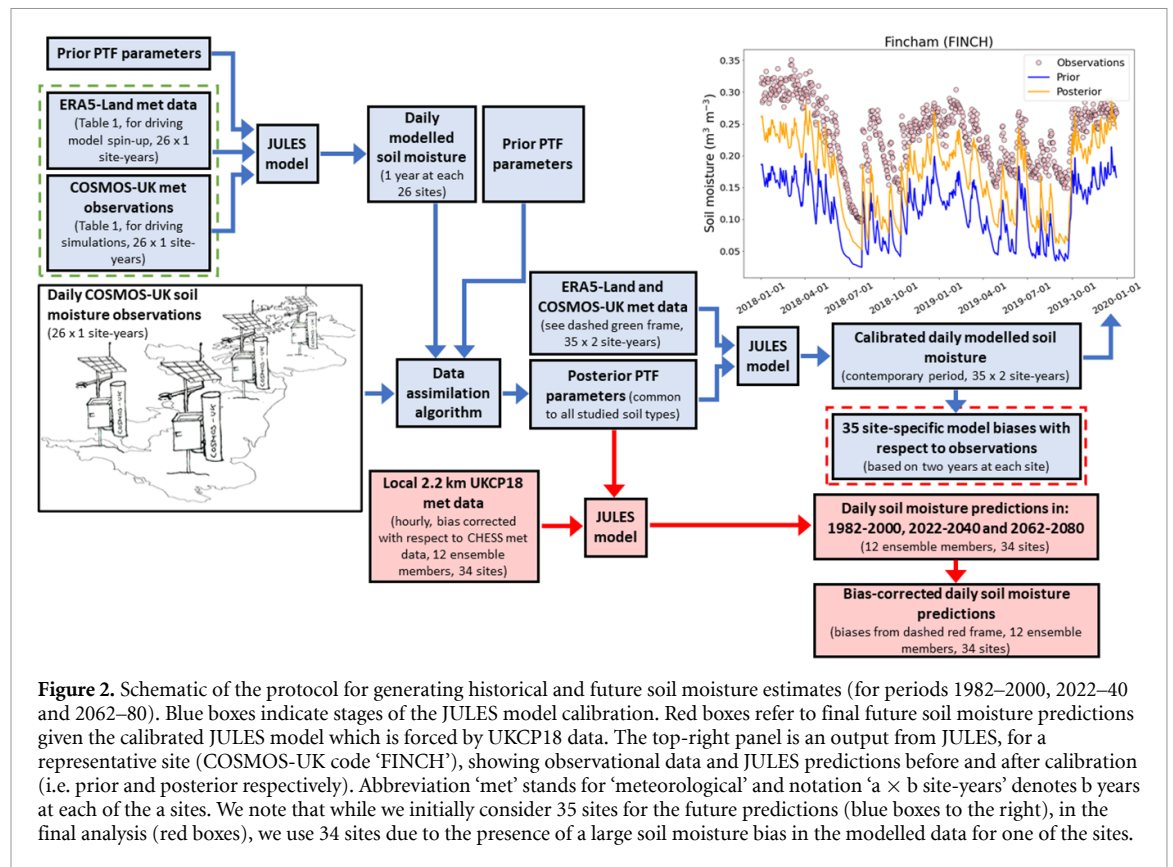 Prior PTF parameters
ERA5-Land met data
(Table 1, for driving
model spin-up, 26 x 1
site-years)
COSMOS-UK met
observations
(Table 1, for driving
simulations, 26 x 1 site-
years)
JULES
model
Daily
modelled
soil moisture
(1 year at each
26 sites)
Prior PTF
parameters
Fincham (FINCH)
Observations
Prior
Posterior
Soil moisture (m³ m⁻³)
0.35
0.30
0.25
0.20
0.15
0.10
0.05
2018-01-01
2018-04-01
2018-07-01
2018-10-01
2019-01-01
2019-04-01
2019-07-01
2019-10-01
2020-01-01
Daily COSMOS-UK soil
moisture observations
(26 x 1 site-years)
COSMOS-UK
COSMOS-UK
COSMOS-UK
Data
assimilation
algorithm
ERA5-Land and
COSMOS-UK met data
(see dashed green frame,
35 x 2 site-years)
Posterior PTF
parameters (common
to all studied soil types)
JULES
model
Calibrated daily modelled soil
moisture
(contemporary period, 35 x 2 site-years)
35 site-specific model biases with
respect to observations
(based on two years at each site)
Local 2.2 km UKCP18
met data
(hourly, bias corrected
with respect to CHESS met
data, 12 ensemble
members, 34 sites)
JULES
model
Daily soil moisture predictions in:
1982-2000, 2022-2040 and 2062-2080
(12 ensemble members, 34 sites)
Bias-corrected daily soil moisture
predictions
(biases from dashed red frame, 12 ensemble
members, 34 sites)
Figure 2. Schematic of the protocol for generating historical and future soil moisture estimates (for periods 1982–2000, 2022–40
and 2062–80). Blue boxes indicate stages of the JULES model calibration. Red boxes refer to final future soil moisture predictions
given the calibrated JULES model which is forced by UKCP18 data. The top-right panel is an output from JULES, for a
representative site (COSMOS-UK code ‘FINCH’), showing observational data and JULES predictions before and after calibration
(i.e. prior and posterior respectively). Abbreviation ‘met’ stands for ‘meteorological’ and notation ‘a × b site-years’ denotes b years
at each of the a sites. We note that while we initially consider 35 sites for the future predictions (blue boxes to the right), in the
final analysis (red boxes), we use 34 sites due to the presence of a large soil moisture bias in the modelled data for one of the sites.